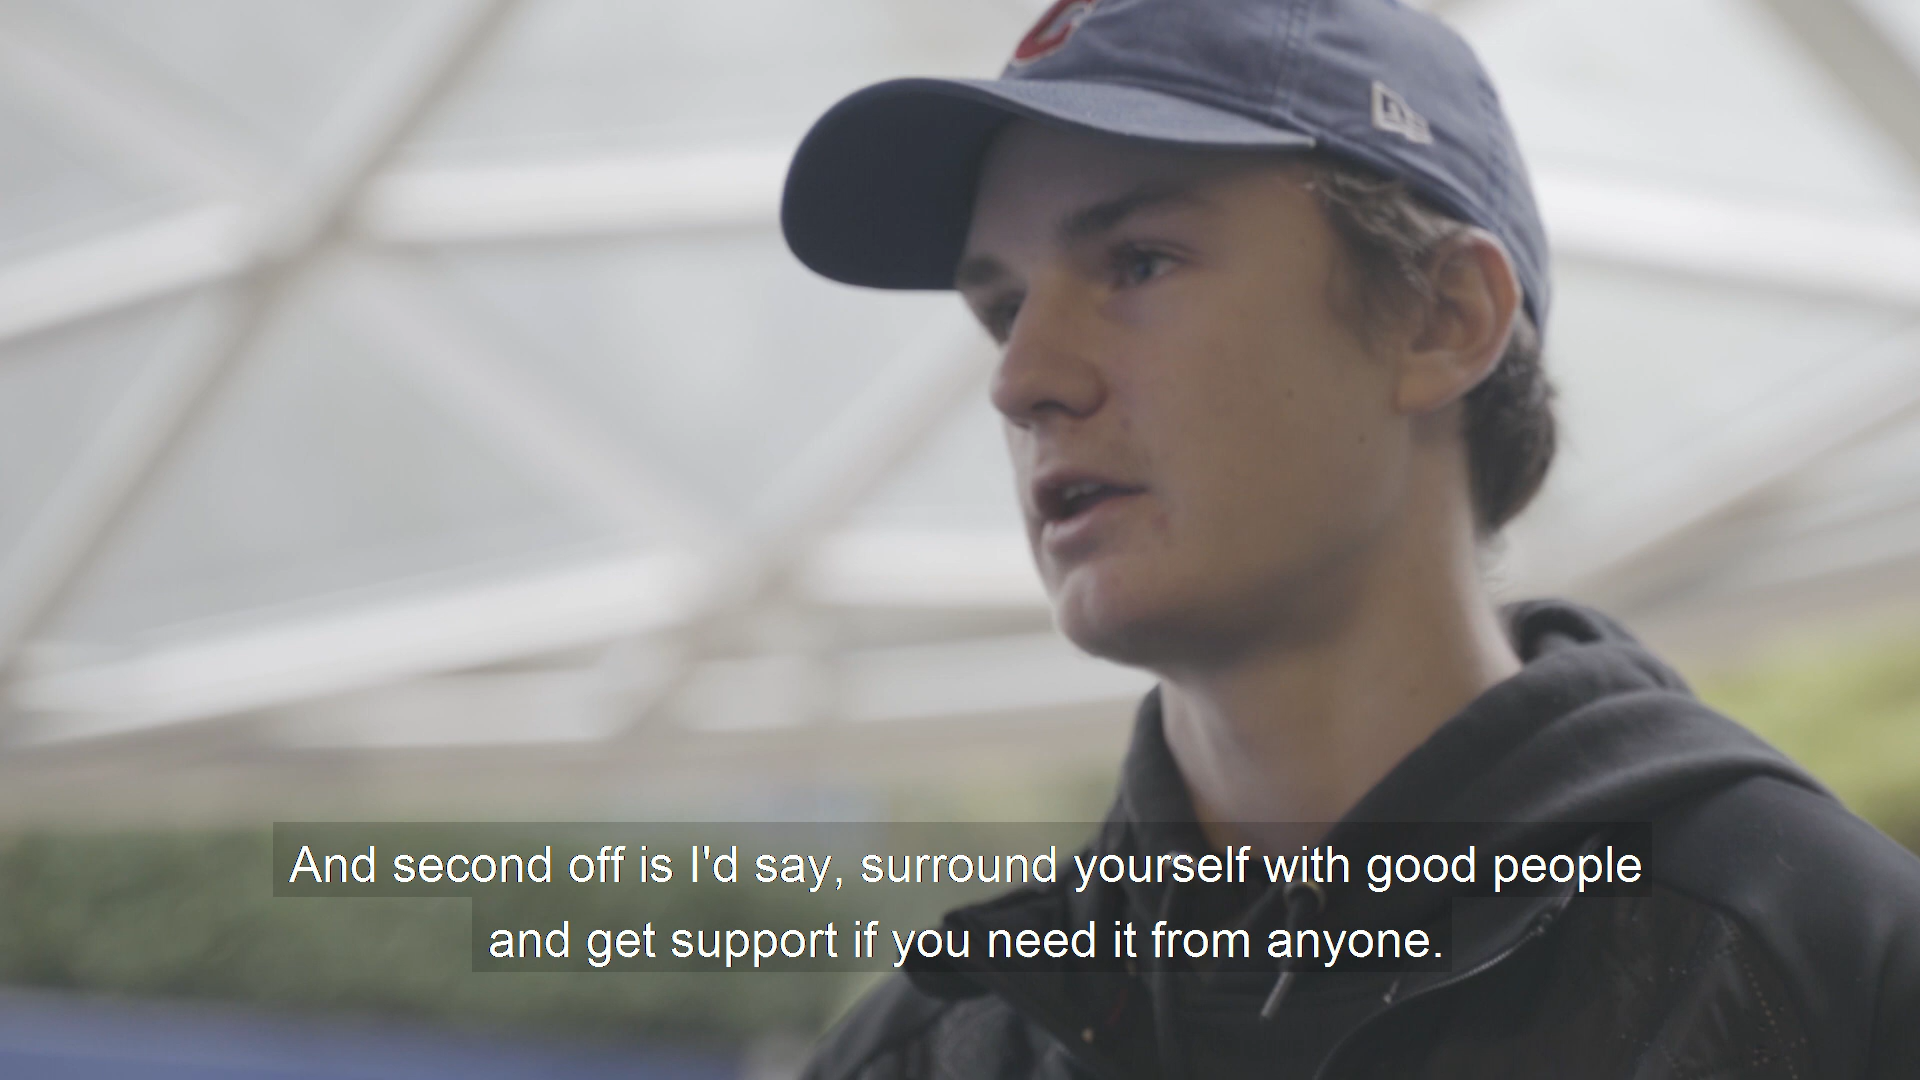 C
And second off is I'd say, surround yourself with good people
and get support if you need it from anyone.